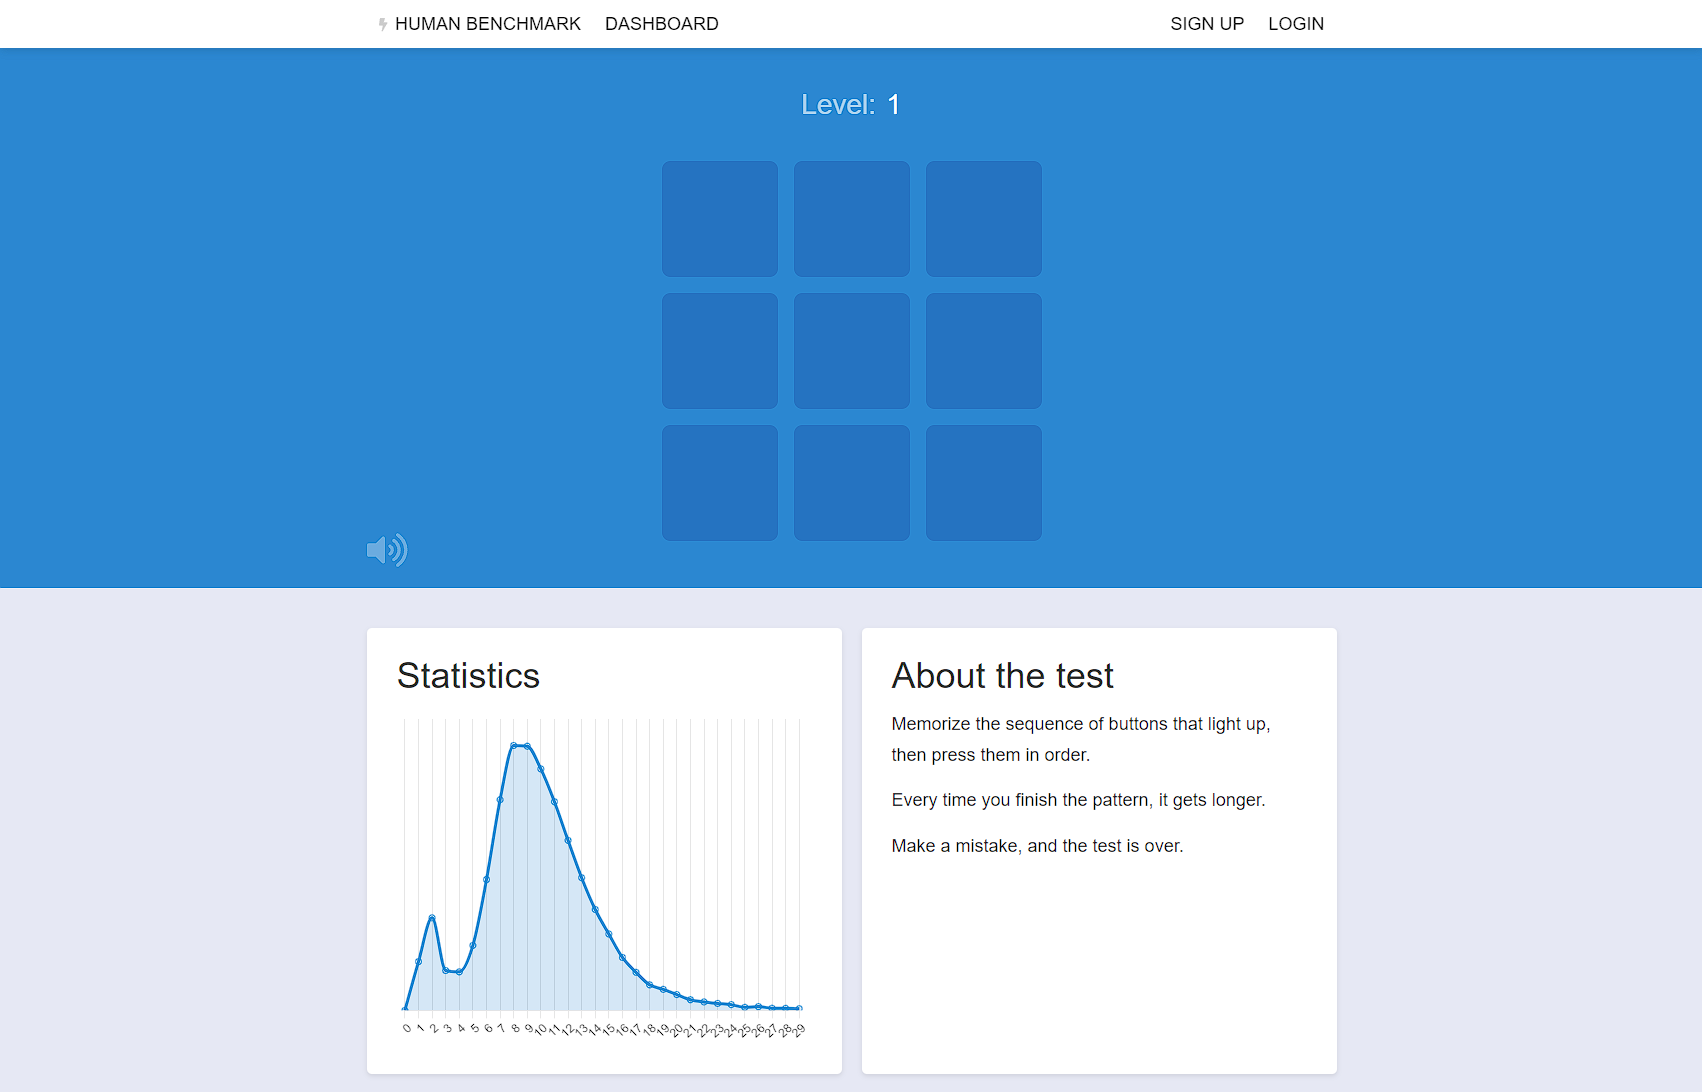 HUMAN BENCHMARK DASHBOARD SIGN UP LOGIN
Level: 1
Statistics
0 1 2 3 4 5 6 7 8 9 10 11 12 13 14 15 16 17 18 19 20 21 22 23 24 25 26 27 28 29
About the test
Memorize the sequence of buttons that light up,
then press them in order.
Every time you finish the pattern, it gets longer.
Make a mistake, and the test is over.